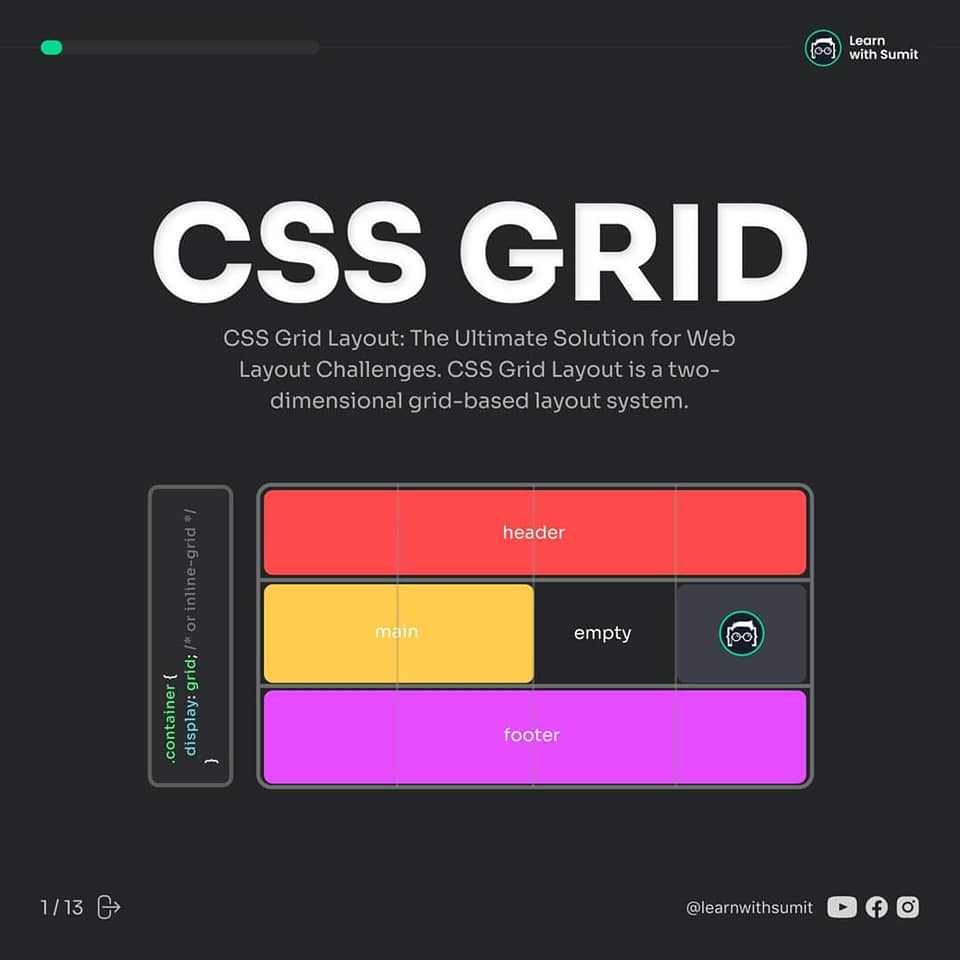 Learn
with Sumit
CSS GRID
CSS Grid Layout: The Ultimate Solution for Web
Layout Challenges. CSS Grid Layout is a two-
dimensional grid-based layout system.
.container {
display: grid; /* or inline-grid */
}
header
main
empty
footer
1 / 13
@learnwithsumit